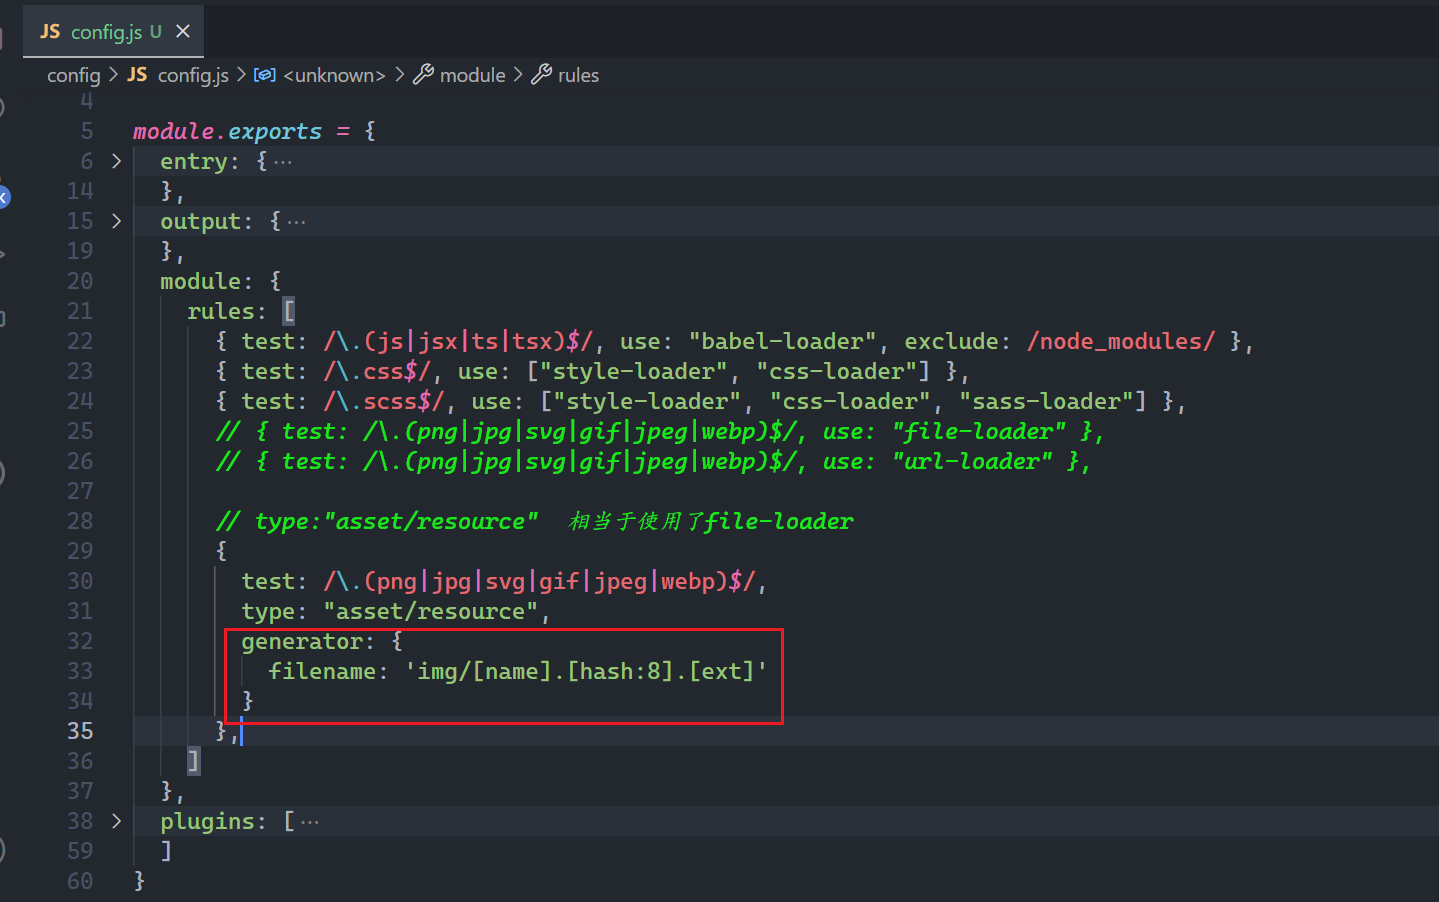 JS config.js U ×
config > JS config.js > <unknown> > module > rules
4
5 module.exports = {
6 > entry: {···
14 },
15 > output: {···
19 },
20 module: {
21 rules: [
22 { test: /\.(js|jsx|ts|tsx)$/, use: "babel-loader", exclude: /node_modules/ },
23 { test: /\.css$/, use: ["style-loader", "css-loader"] },
24 { test: /\.scss$/, use: ["style-loader", "css-loader", "sass-loader"] },
25 // { test: /\.(png|jpg|svg|gif|jpeg|webp)$/, use: "file-loader" },
26 // { test: /\.(png|jpg|svg|gif|jpeg|webp)$/, use: "url-loader" },
27
28 // type:"asset/resource" 相当于使用了file-loader
29 {
30 test: /\.(png|jpg|svg|gif|jpeg|webp)$/,
31 type: "asset/resource",
32 generator: {
33 filename: 'img/[name].[hash:8].[ext]'
34 }
35 },
36 ]
37 },
38 > plugins: [···
59 ]
60 }